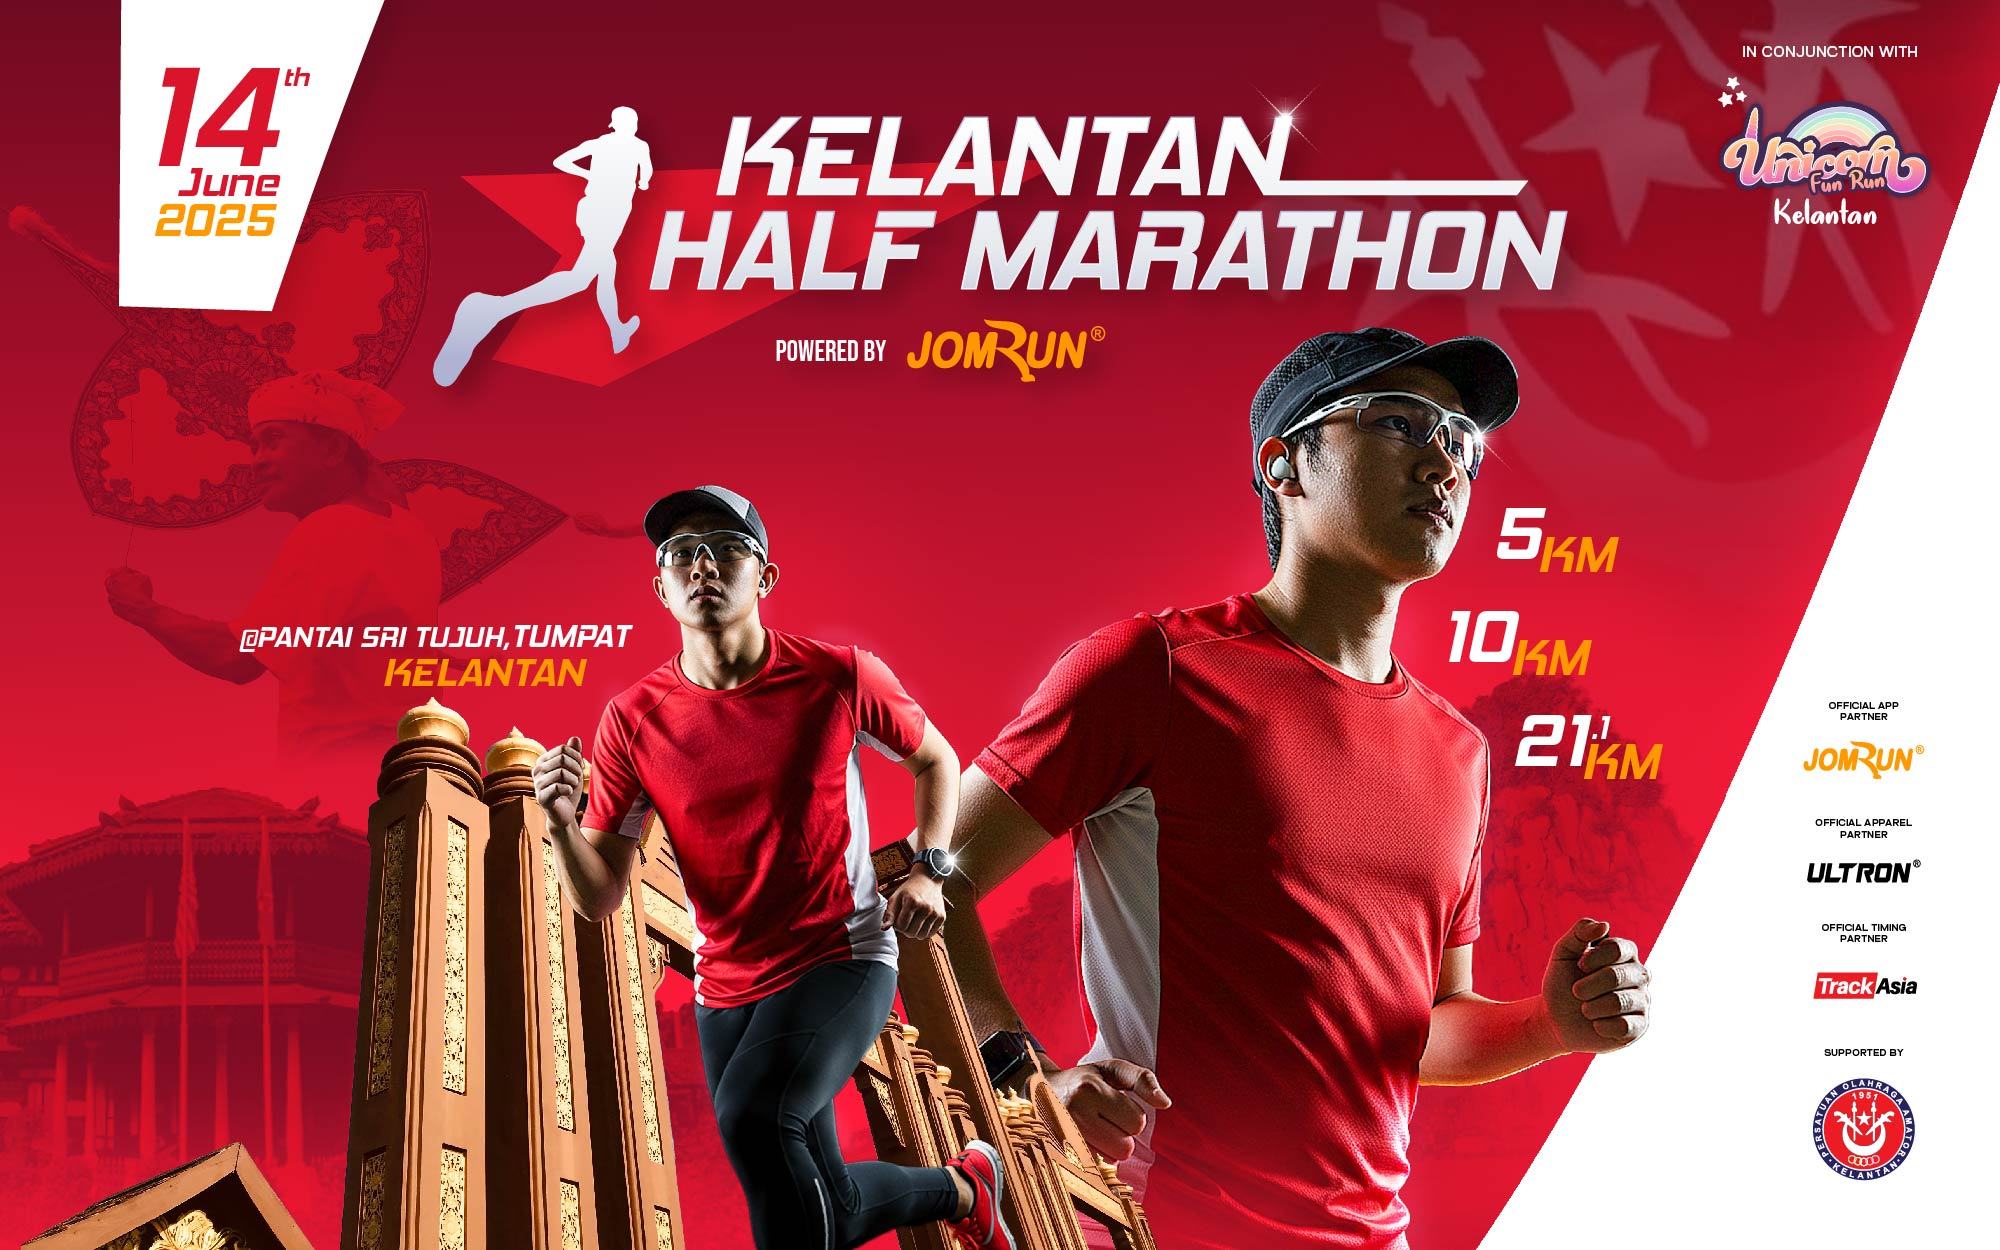 14th
June
2025
KELANTAN
HALF MARATHON
POWERED BY JOMRUN®
IN CONJUNCTION WITH
Unicorn
Fun Run
Kelantan
@PANTAI SRI TUJUH, TUMPAT
KELANTAN
5KM
10KM
21.1KM
OFFICIAL APP
PARTNER
JOMRUN®
OFFICIAL APPAREL
PARTNER
ULTRON®
OFFICIAL TIMING
PARTNER
TrackAsia
SUPPORTED BY
PERSATUAN OLAHRAGA AMATOR
1951
KELANTAN